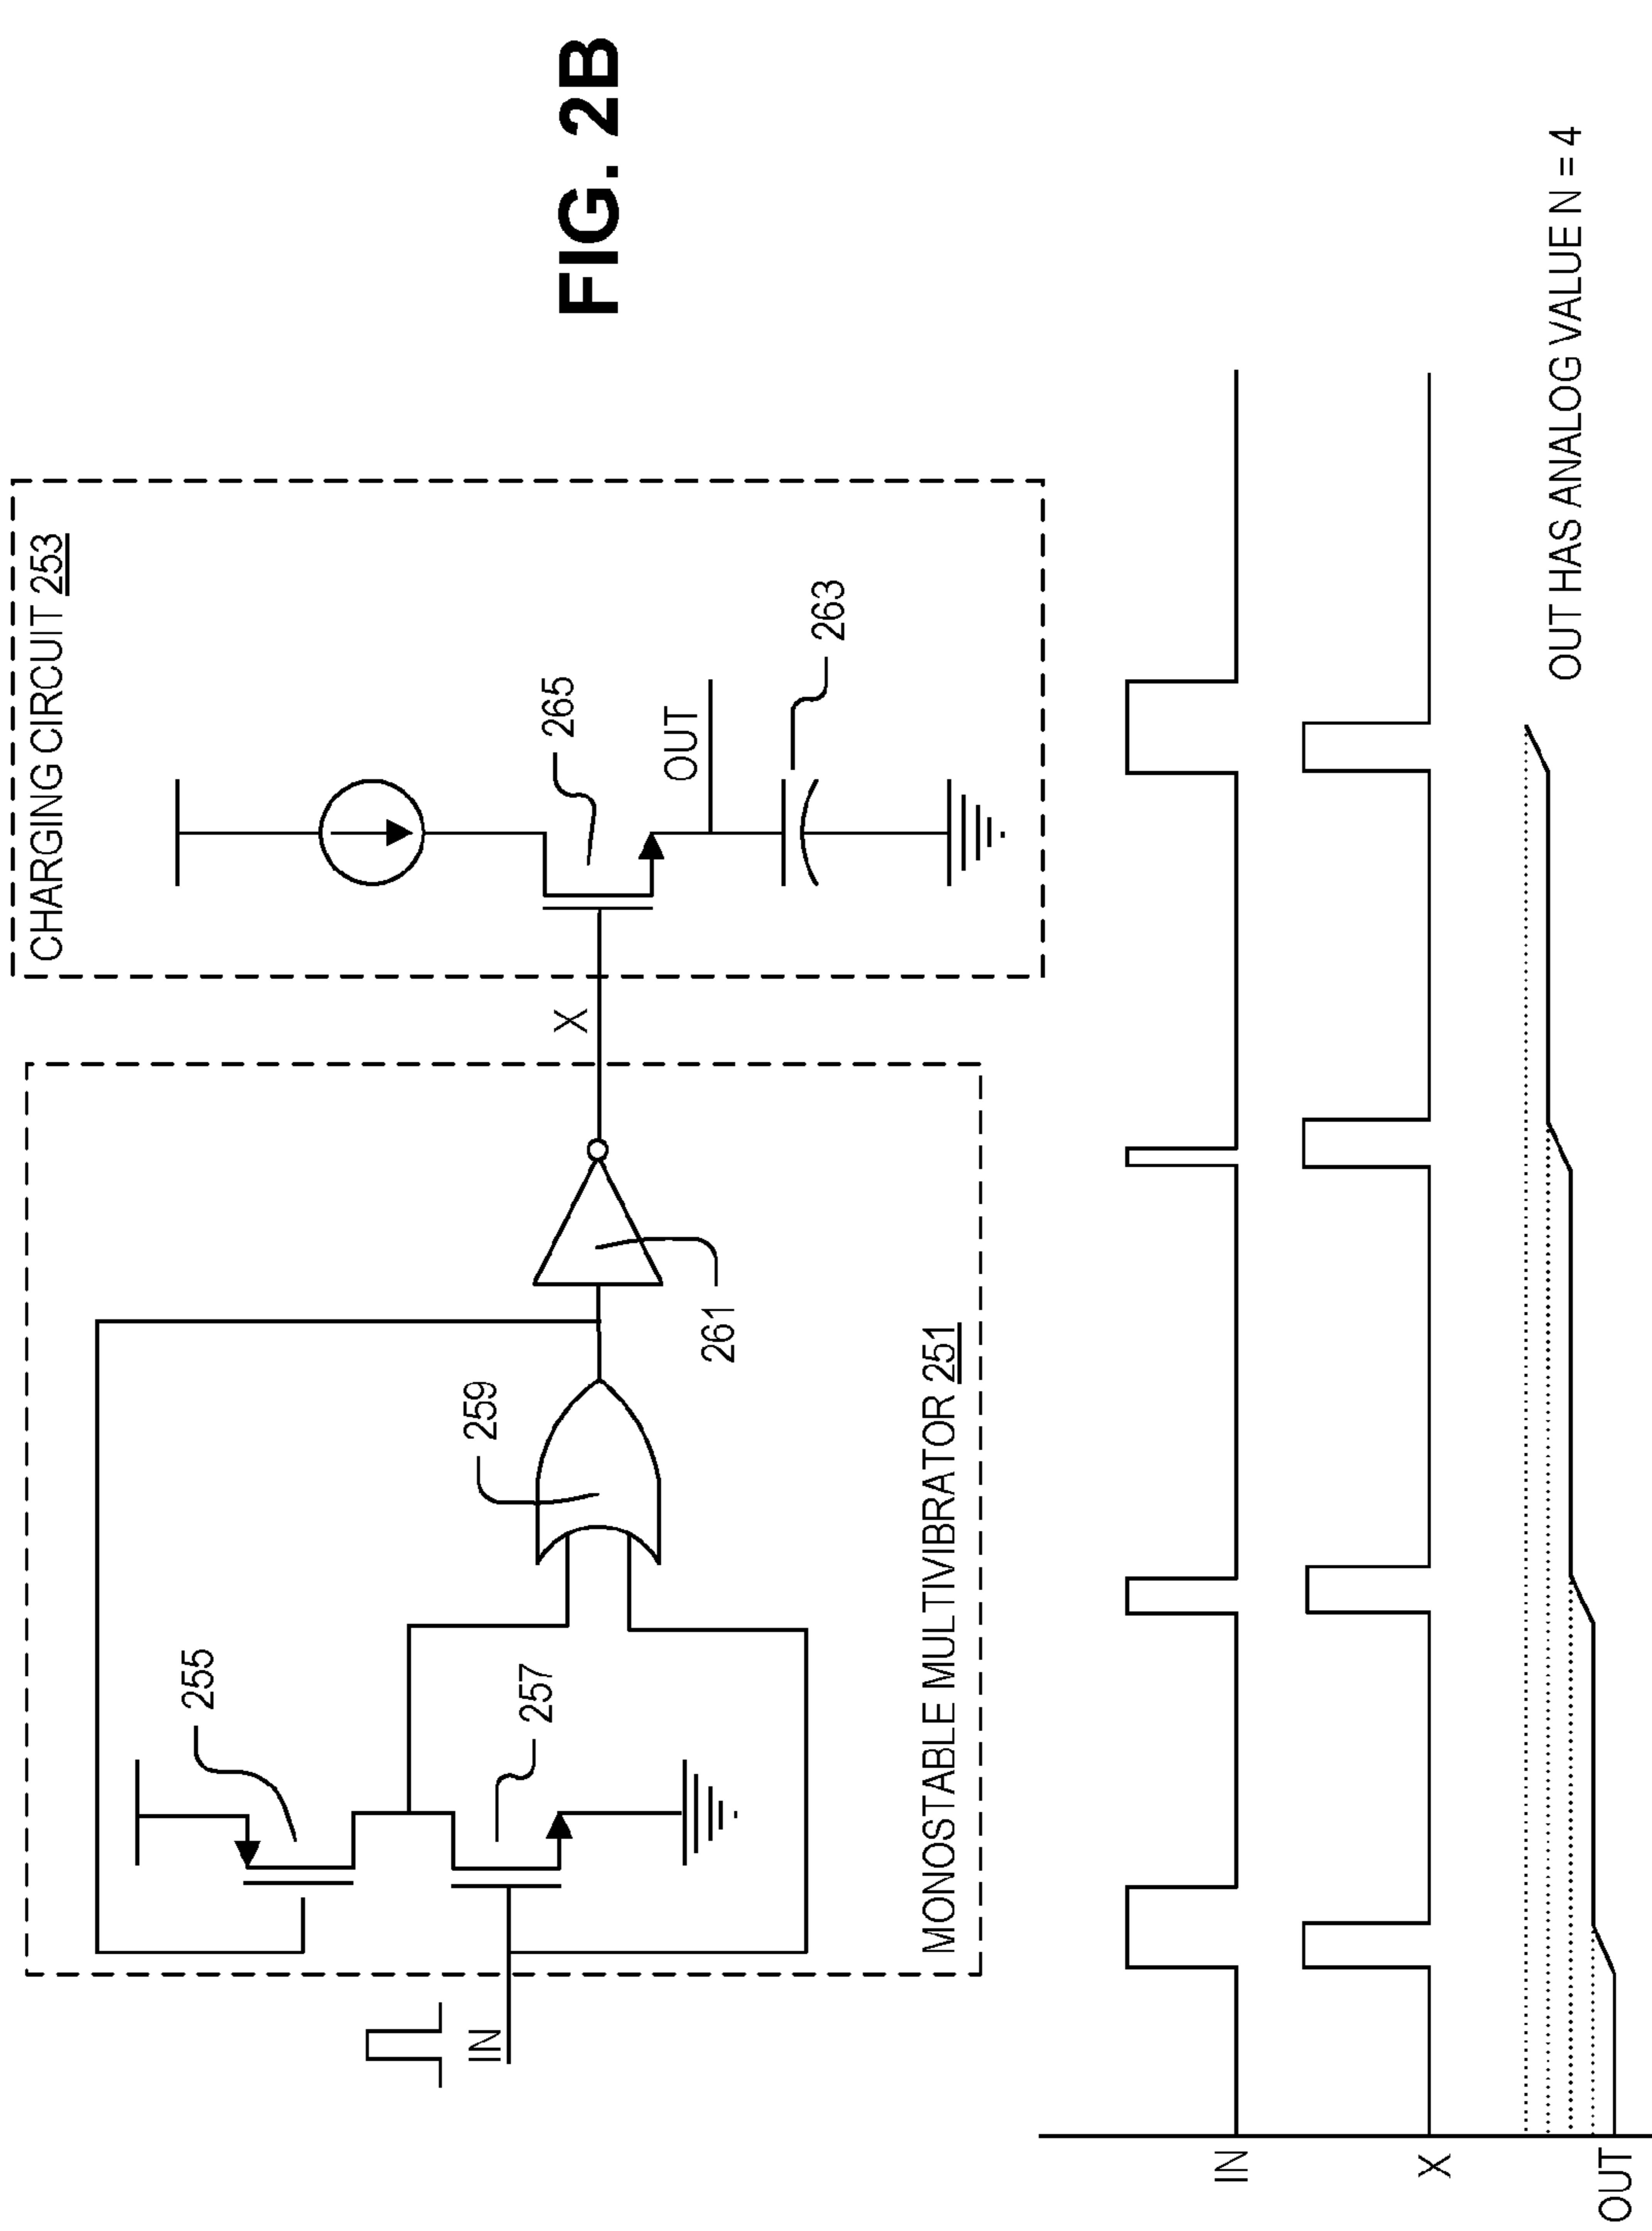 CHARGING CIRCUIT 253
265
OUT
263
X
255
257
259
261
IN
MONOSTABLE MULTIVIBRATOR 251
IN
X
OUT
OUT HAS ANALOG VALUE N = 4
FIG. 2B